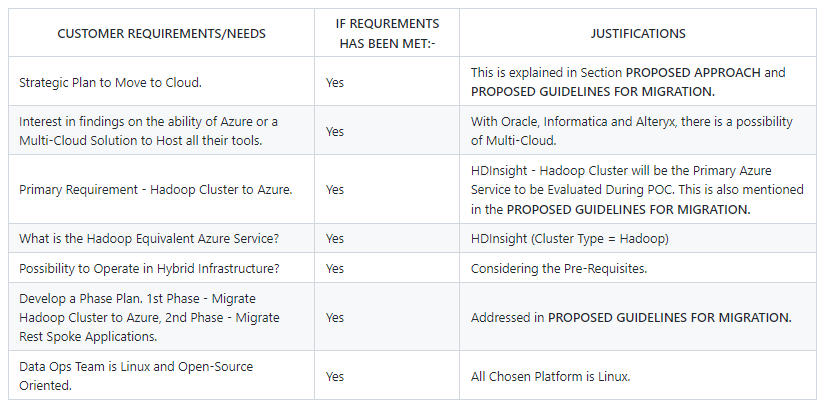 CUSTOMER REQUIREMENTS/NEEDS
IF REQUREMENTS
HAS BEEN MET:-
JUSTIFICATIONS
Strategic Plan to Move to Cloud.
Yes
This is explained in Section PROPOSED APPROACH and
PROPOSED GUIDELINES FOR MIGRATION.
Interest in findings on the ability of Azure or a
Multi-Cloud Solution to Host all their tools.
Yes
With Oracle, Informatica and Alteryx, there is a possibility
of Multi-Cloud.
Primary Requirement - Hadoop Cluster to Azure.
Yes
HDInsight - Hadoop Cluster will be the Primary Azure
Service to be Evaluated During POC. This is also mentioned
in the PROPOSED GUIDELINES FOR MIGRATION.
What is the Hadoop Equivalent Azure Service?
Yes
HDInsight (Cluster Type = Hadoop)
Possibility to Operate in Hybrid Infrastructure?
Yes
Considering the Pre-Requisites.
Develop a Phase Plan. 1st Phase - Migrate
Hadoop Cluster to Azure, 2nd Phase - Migrate
Rest Spoke Applications.
Yes
Addressed in PROPOSED GUIDELINES FOR MIGRATION.
Data Ops Team is Linux and Open-Source
Oriented.
Yes
All Chosen Platform is Linux.